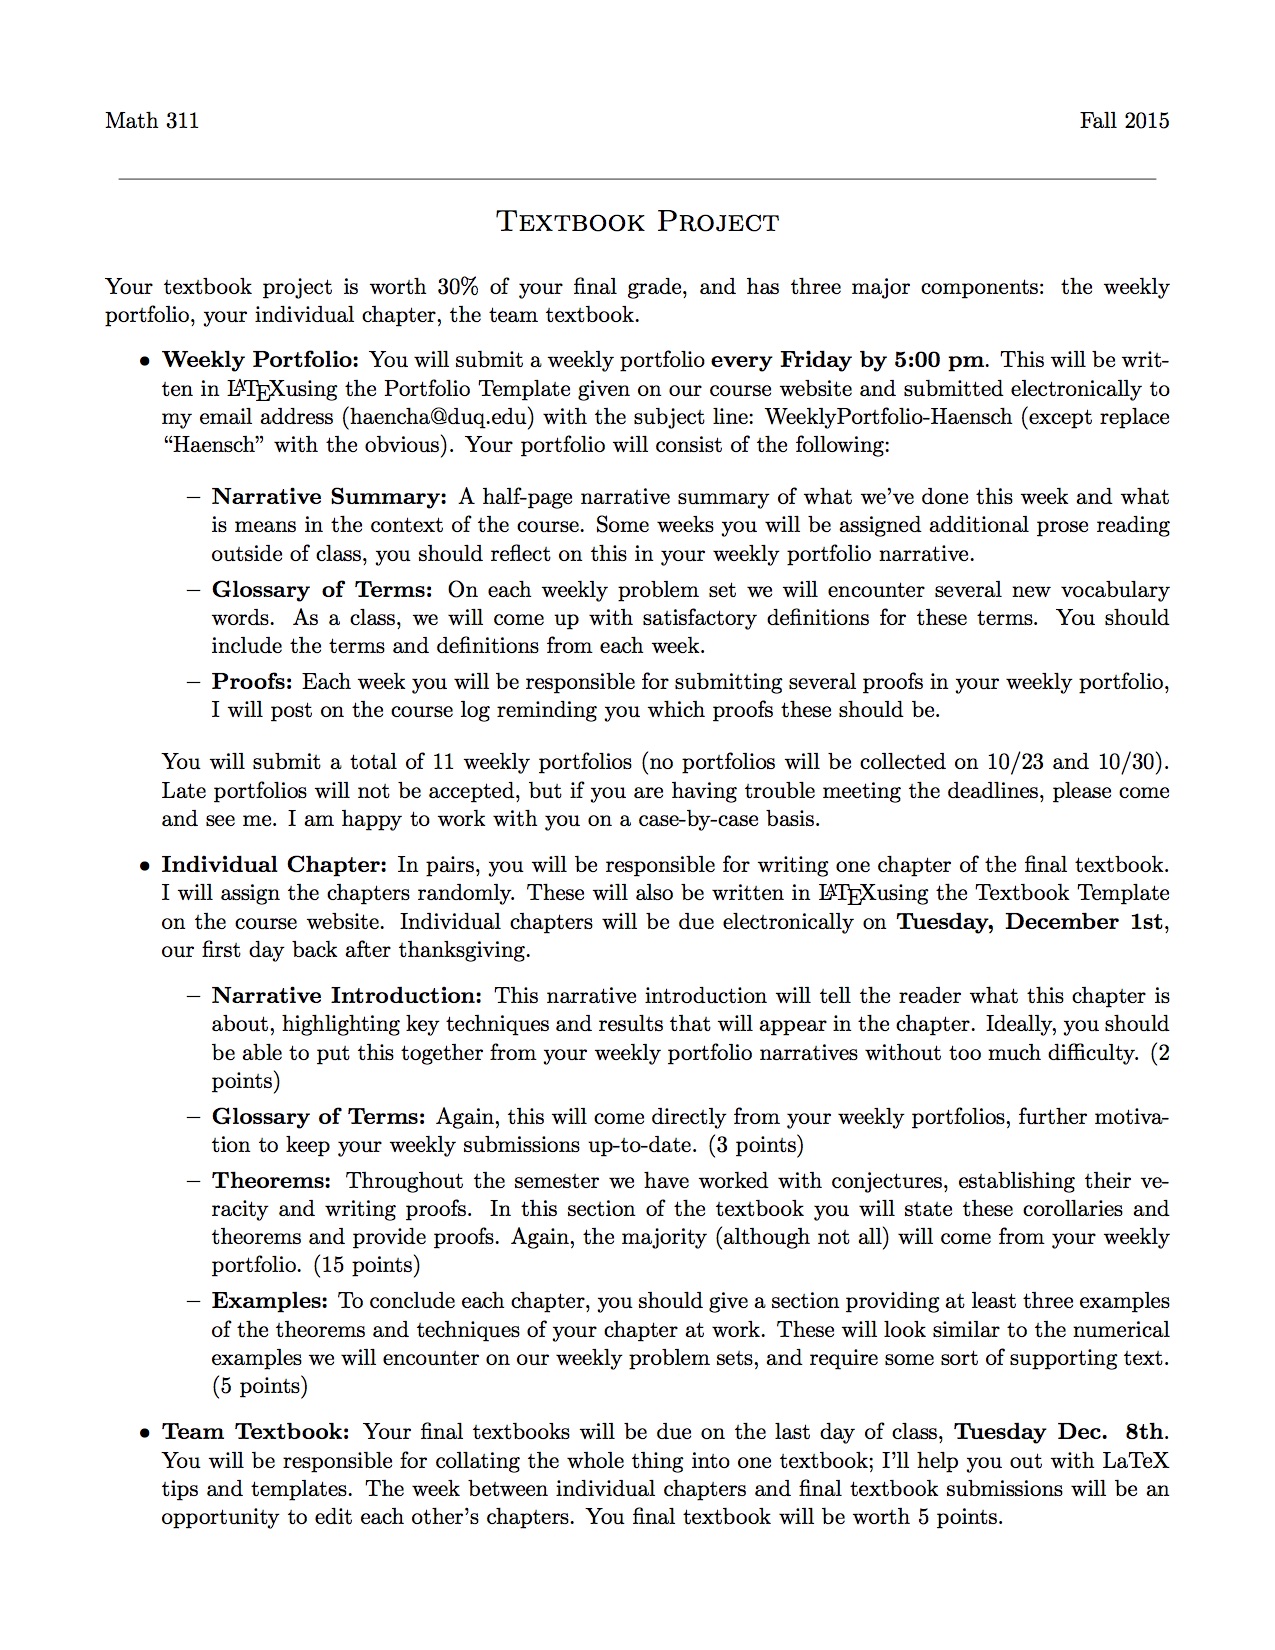 Math 311
Fall 2015
Textbook Project
Your textbook project is worth 30% of your final grade, and has three major components: the weekly
portfolio, your individual chapter, the team textbook.
• Weekly Portfolio: You will submit a weekly portfolio every Friday by 5:00 pm. This will be writ-
ten in LATEXusing the Portfolio Template given on our course website and submitted electronically to
my email address (haencha@duq.edu) with the subject line: WeeklyPortfolio-Haensch (except replace
“Haensch” with the obvious). Your portfolio will consist of the following:
– Narrative Summary: A half-page narrative summary of what we’ve done this week and what
is means in the context of the course. Some weeks you will be assigned additional prose reading
outside of class, you should reflect on this in your weekly portfolio narrative.
– Glossary of Terms: On each weekly problem set we will encounter several new vocabulary
words. As a class, we will come up with satisfactory definitions for these terms. You should
include the terms and definitions from each week.
– Proofs: Each week you will be responsible for submitting several proofs in your weekly portfolio,
I will post on the course log reminding you which proofs these should be.
You will submit a total of 11 weekly portfolios (no portfolios will be collected on 10/23 and 10/30).
Late portfolios will not be accepted, but if you are having trouble meeting the deadlines, please come
and see me. I am happy to work with you on a case-by-case basis.
• Individual Chapter: In pairs, you will be responsible for writing one chapter of the final textbook.
I will assign the chapters randomly. These will also be written in LATEXusing the Textbook Template
on the course website. Individual chapters will be due electronically on Tuesday, December 1st,
our first day back after thanksgiving.
– Narrative Introduction: This narrative introduction will tell the reader what this chapter is
about, highlighting key techniques and results that will appear in the chapter. Ideally, you should
be able to put this together from your weekly portfolio narratives without too much difficulty. (2
points)
– Glossary of Terms: Again, this will come directly from your weekly portfolios, further motiva-
tion to keep your weekly submissions up-to-date. (3 points)
– Theorems: Throughout the semester we have worked with conjectures, establishing their ve-
racity and writing proofs. In this section of the textbook you will state these corollaries and
theorems and provide proofs. Again, the majority (although not all) will come from your weekly
portfolio. (15 points)
– Examples: To conclude each chapter, you should give a section providing at least three examples
of the theorems and techniques of your chapter at work. These will look similar to the numerical
examples we will encounter on our weekly problem sets, and require some sort of supporting text.
(5 points)
• Team Textbook: Your final textbooks will be due on the last day of class, Tuesday Dec. 8th.
You will be responsible for collating the whole thing into one textbook; I’ll help you out with LaTeX
tips and templates. The week between individual chapters and final textbook submissions will be an
opportunity to edit each other’s chapters. You final textbook will be worth 5 points.